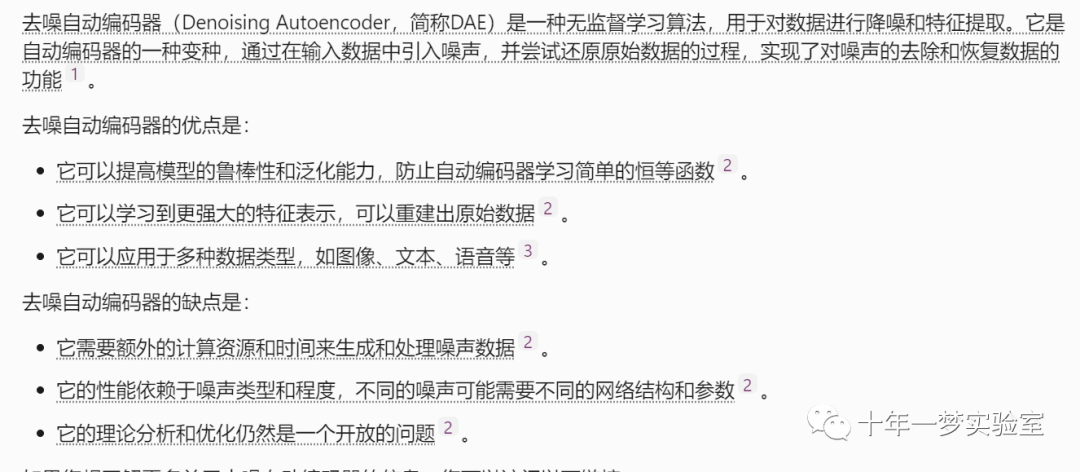 去噪自动编码器（Denoising Autoencoder，简称DAE）是一种无监督学习算法，用于对数据进行降噪和特征提取。它是
自动编码器的一种变种，通过在输入数据中引入噪声，并尝试还原原始数据的过程，实现了对噪声的去除和恢复数据的
功能 1 。
去噪自动编码器的优点是：
• 它可以提高模型的鲁棒性和泛化能力，防止自动编码器学习简单的恒等函数 2 。
• 它可以学习到更强大的特征表示，可以重建出原始数据 2 。
• 它可以应用于多种数据类型，如图像、文本、语音等 3 。
去噪自动编码器的缺点是：
• 它需要额外的计算资源和时间来生成和处理噪声数据 2 。
• 它的性能依赖于噪声类型和程度，不同的噪声可能需要不同的网络结构和参数 2 。
• 它的理论分析和优化仍然是一个开放的问题 2 。
十年一梦实验室